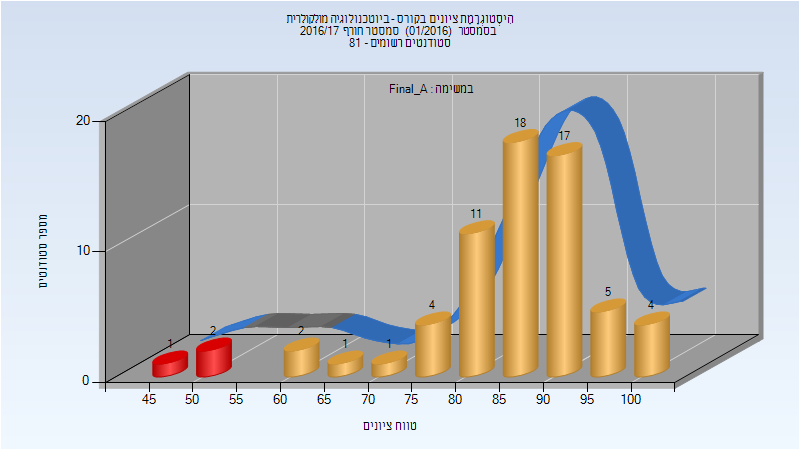 היסטוגרמת ציונים בקורס - ביוטכנולוגיה מולקולרית
בסמסטר (01/2016) סמסטר חורף 2016/17
סטודנטים רשומים - 81
במשימה : Final_A
20
10
0
מספר סטודנטים
1
2
2
1
1
4
11
18
17
5
4
45 50 55 60 65 70 75 80 85 90 95 100
טווח ציונים